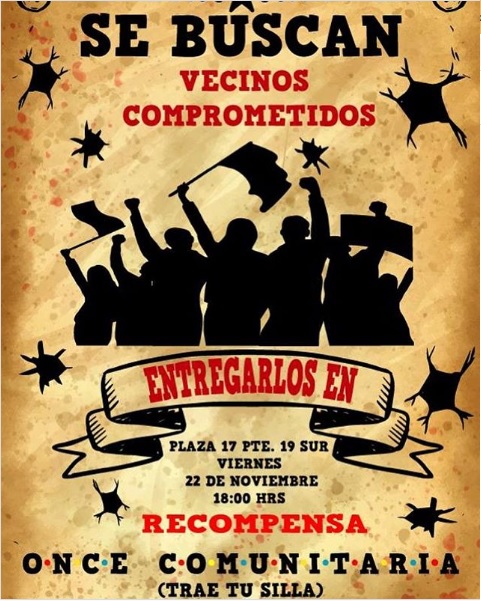 SE BUSCAN
VECINOS
COMPROMETIDOS
ENTREGARLOS EN
PLAZA 17 PTE. 19 SUR
VIERNES
22 DE NOVIEMBRE
18:00 HRS
RECOMPENSA
O·N·C·E C·O·M·U·N·I·T·A·R·I·A
(TRAE TU SILLA)